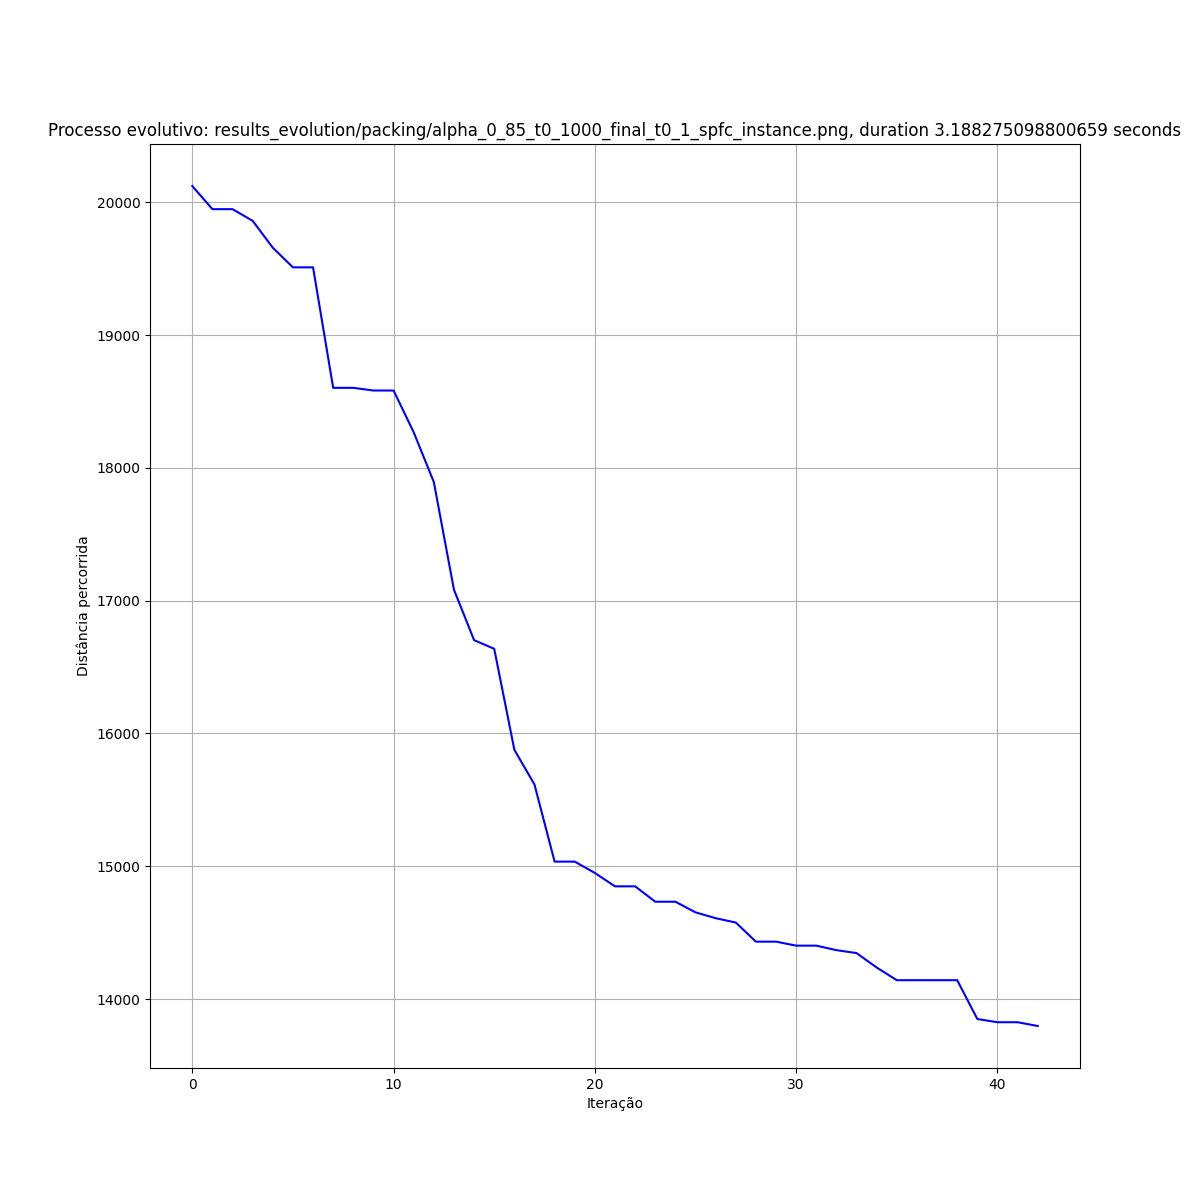 Processo evolutivo: results_evolution/packing/alpha_0_85_t0_1000_final_t0_1_spfc_instance.png, duration 3.188275098800659 seconds
20000
19000
18000
17000
16000
15000
14000
Distância percorrida
0 10 20 30 40
Iteração